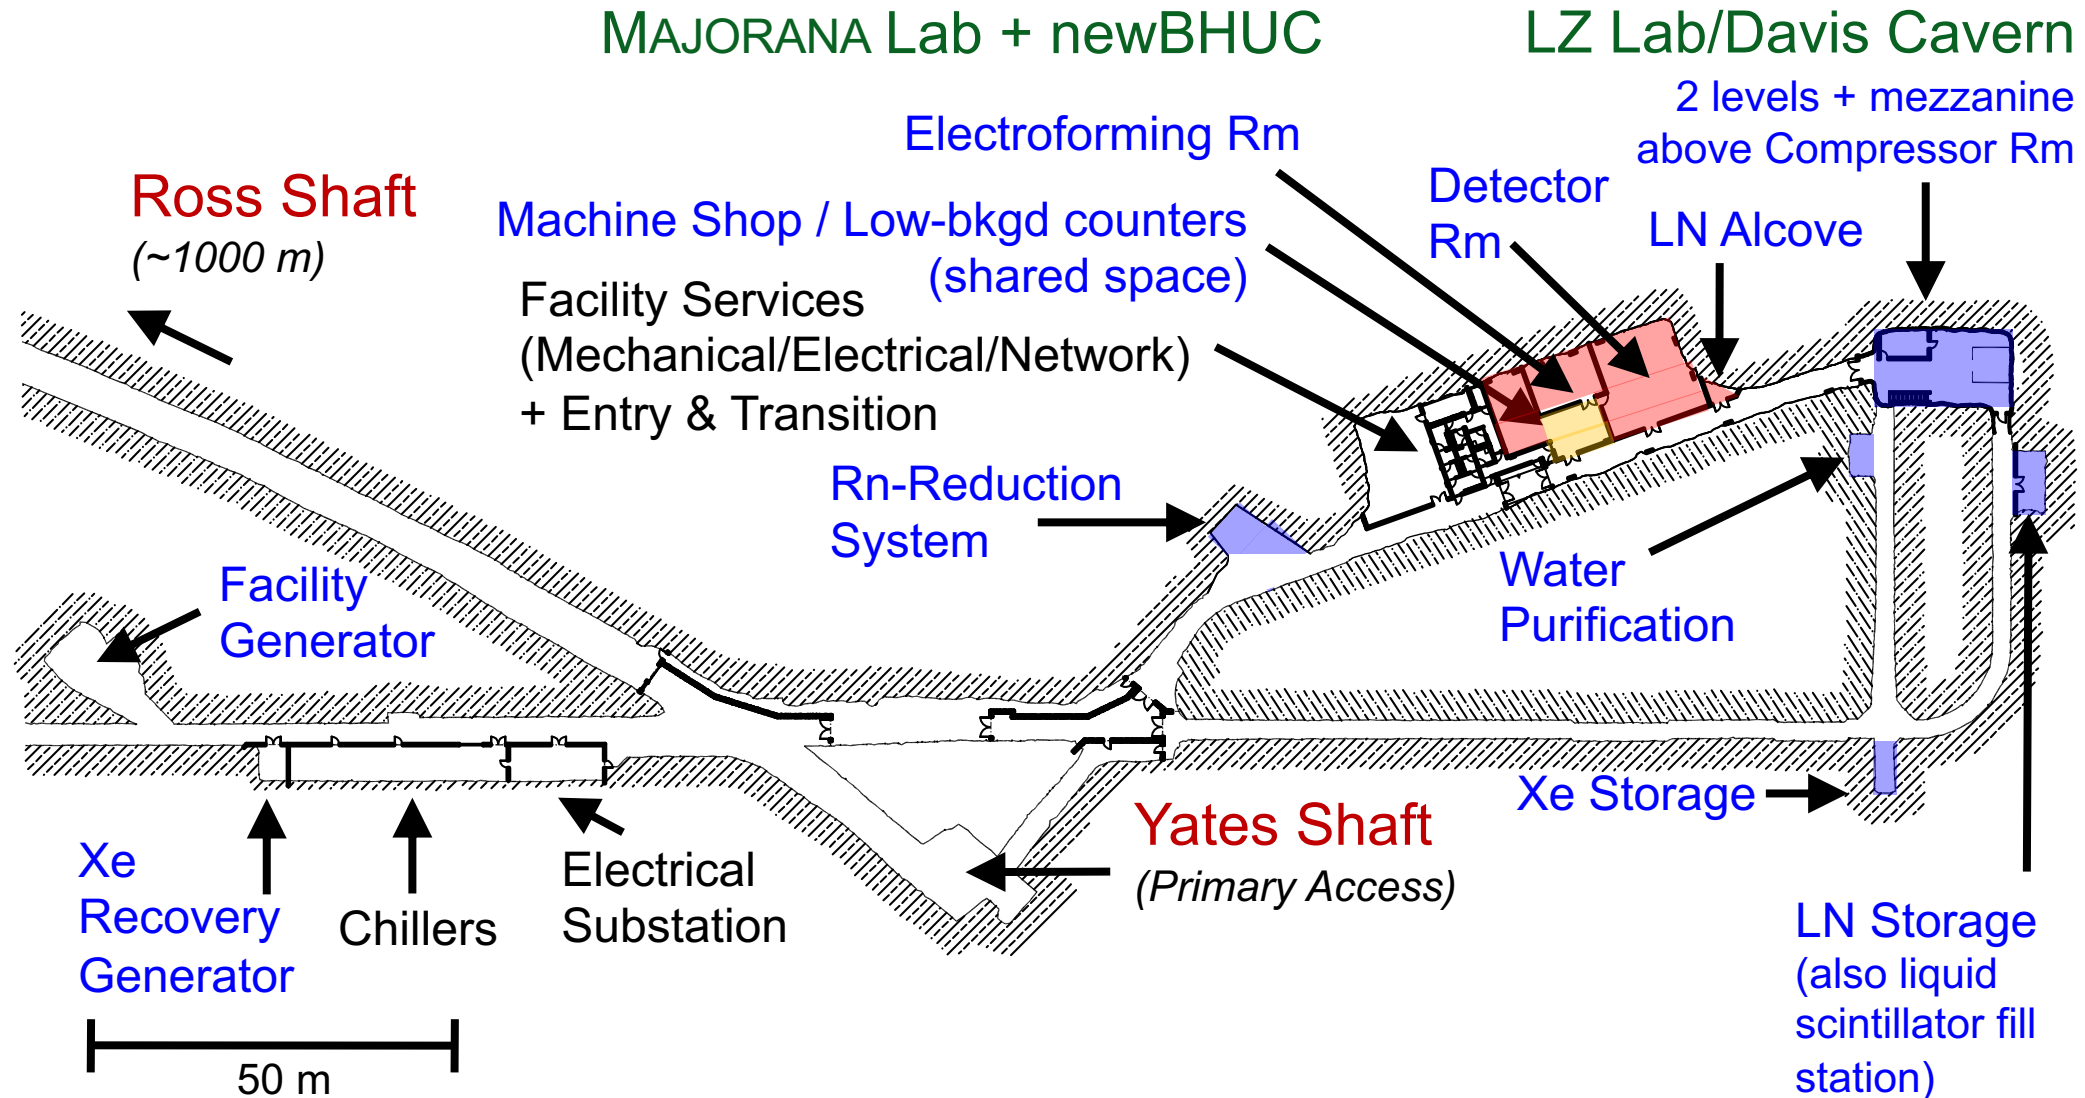 MAJORANA Lab + newBHUC
LZ Lab/Davis Cavern
2 levels + mezzanine
above Compressor Rm
Electroforming Rm
Detector
Rm
LN Alcove
Ross Shaft
(~1000 m)
Machine Shop / Low-bkgd counters
(shared space)
Facility Services
(Mechanical/Electrical/Network)
+ Entry & Transition
Rn-Reduction
System
Water
Purification
Facility
Generator
Xe Storage
Yates Shaft
(Primary Access)
Xe
Recovery
Generator
Chillers
Electrical
Substation
LN Storage
(also liquid
scintillator fill
station)
50 m